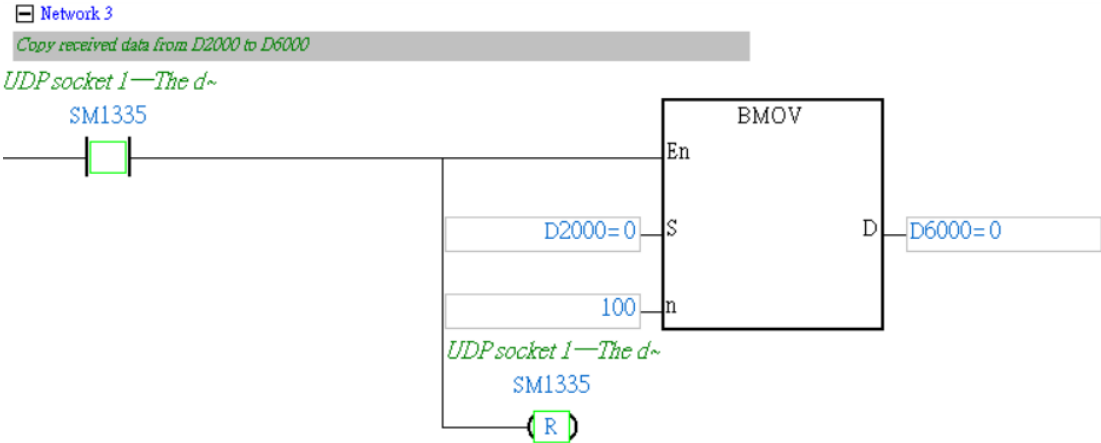 Network 3
Copy received data from D2000 to D6000
UDP socket 1—The d~
SM1335
BMOV
En
D2000=0 S D D6000=0
100 n
UDP socket 1—The d~
SM1335
R